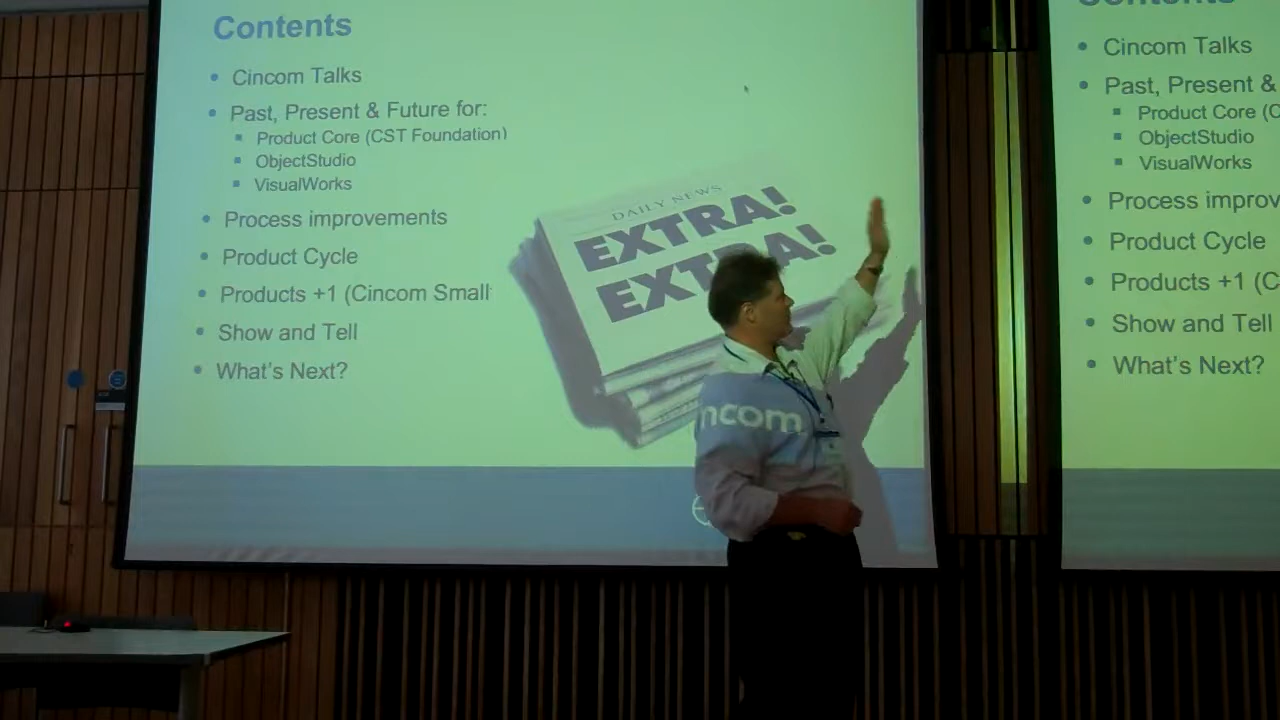 Contents
Cincom Talks
Past, Present & Future for:
Product Core (CST Foundation)
ObjectStudio
VisualWorks
Process improvements
Product Cycle
Products +1 (Cincom Small
Show and Tell
What's Next?
DAILY NEWS
EXTRA!
EXTRA!
ncom
Contents
Cincom Talks
Past, Present &
Product Core (C
ObjectStudio
VisualWorks
Process improv
Product Cycle
Products +1 (C
Show and Tell
What's Next?